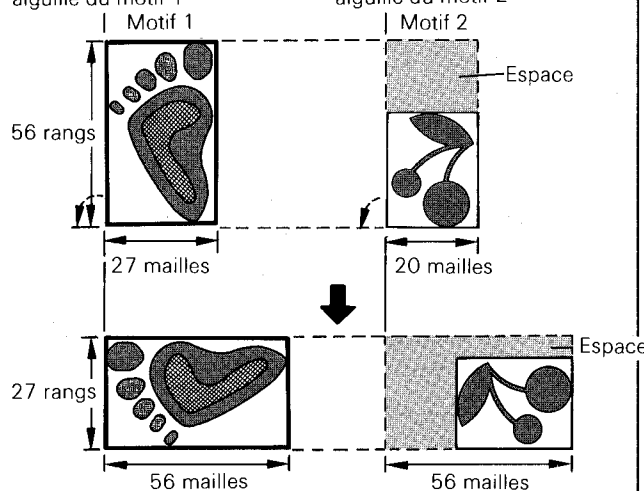 aiguille du motif 1 aiguille du motif 2
Motif 1 Motif 2
Espace
56 rangs
27 mailles 20 mailles
Espace
27 rangs
56 mailles 56 mailles